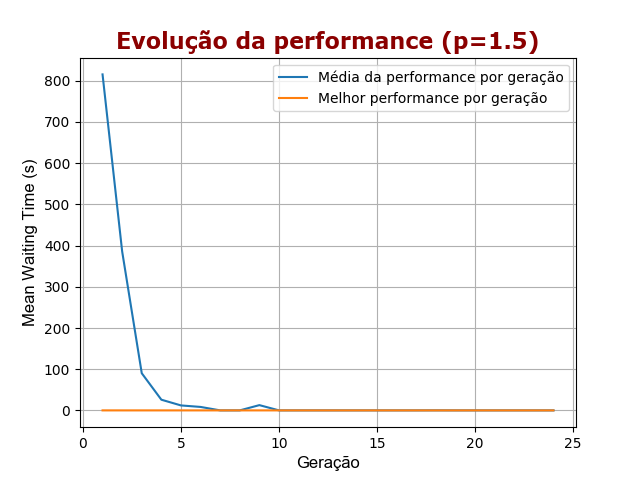 Evolução da performance (p=1.5)
Média da performance por geração
Melhor performance por geração
Mean Waiting Time (s)
800
700
600
500
400
300
200
100
0
0 5 10 15 20 25
Geração